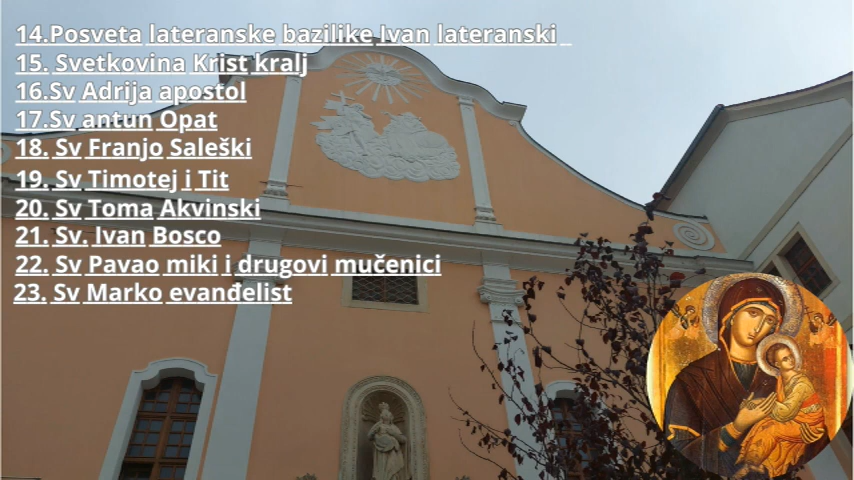 14.Posveta lateranske bazilike Ivan lateranski
15. Svetkovina Krist kralj
16.Sv Adrija apostol
17.Sv antun Opat
18. Sv Franjo Saleški
19. Sv Timotej i Tit
20. Sv Toma Akvinski
21. Sv. Ivan Bosco
22. Sv Pavao miki i drugovi mučenici
23. Sv Marko evanđelist